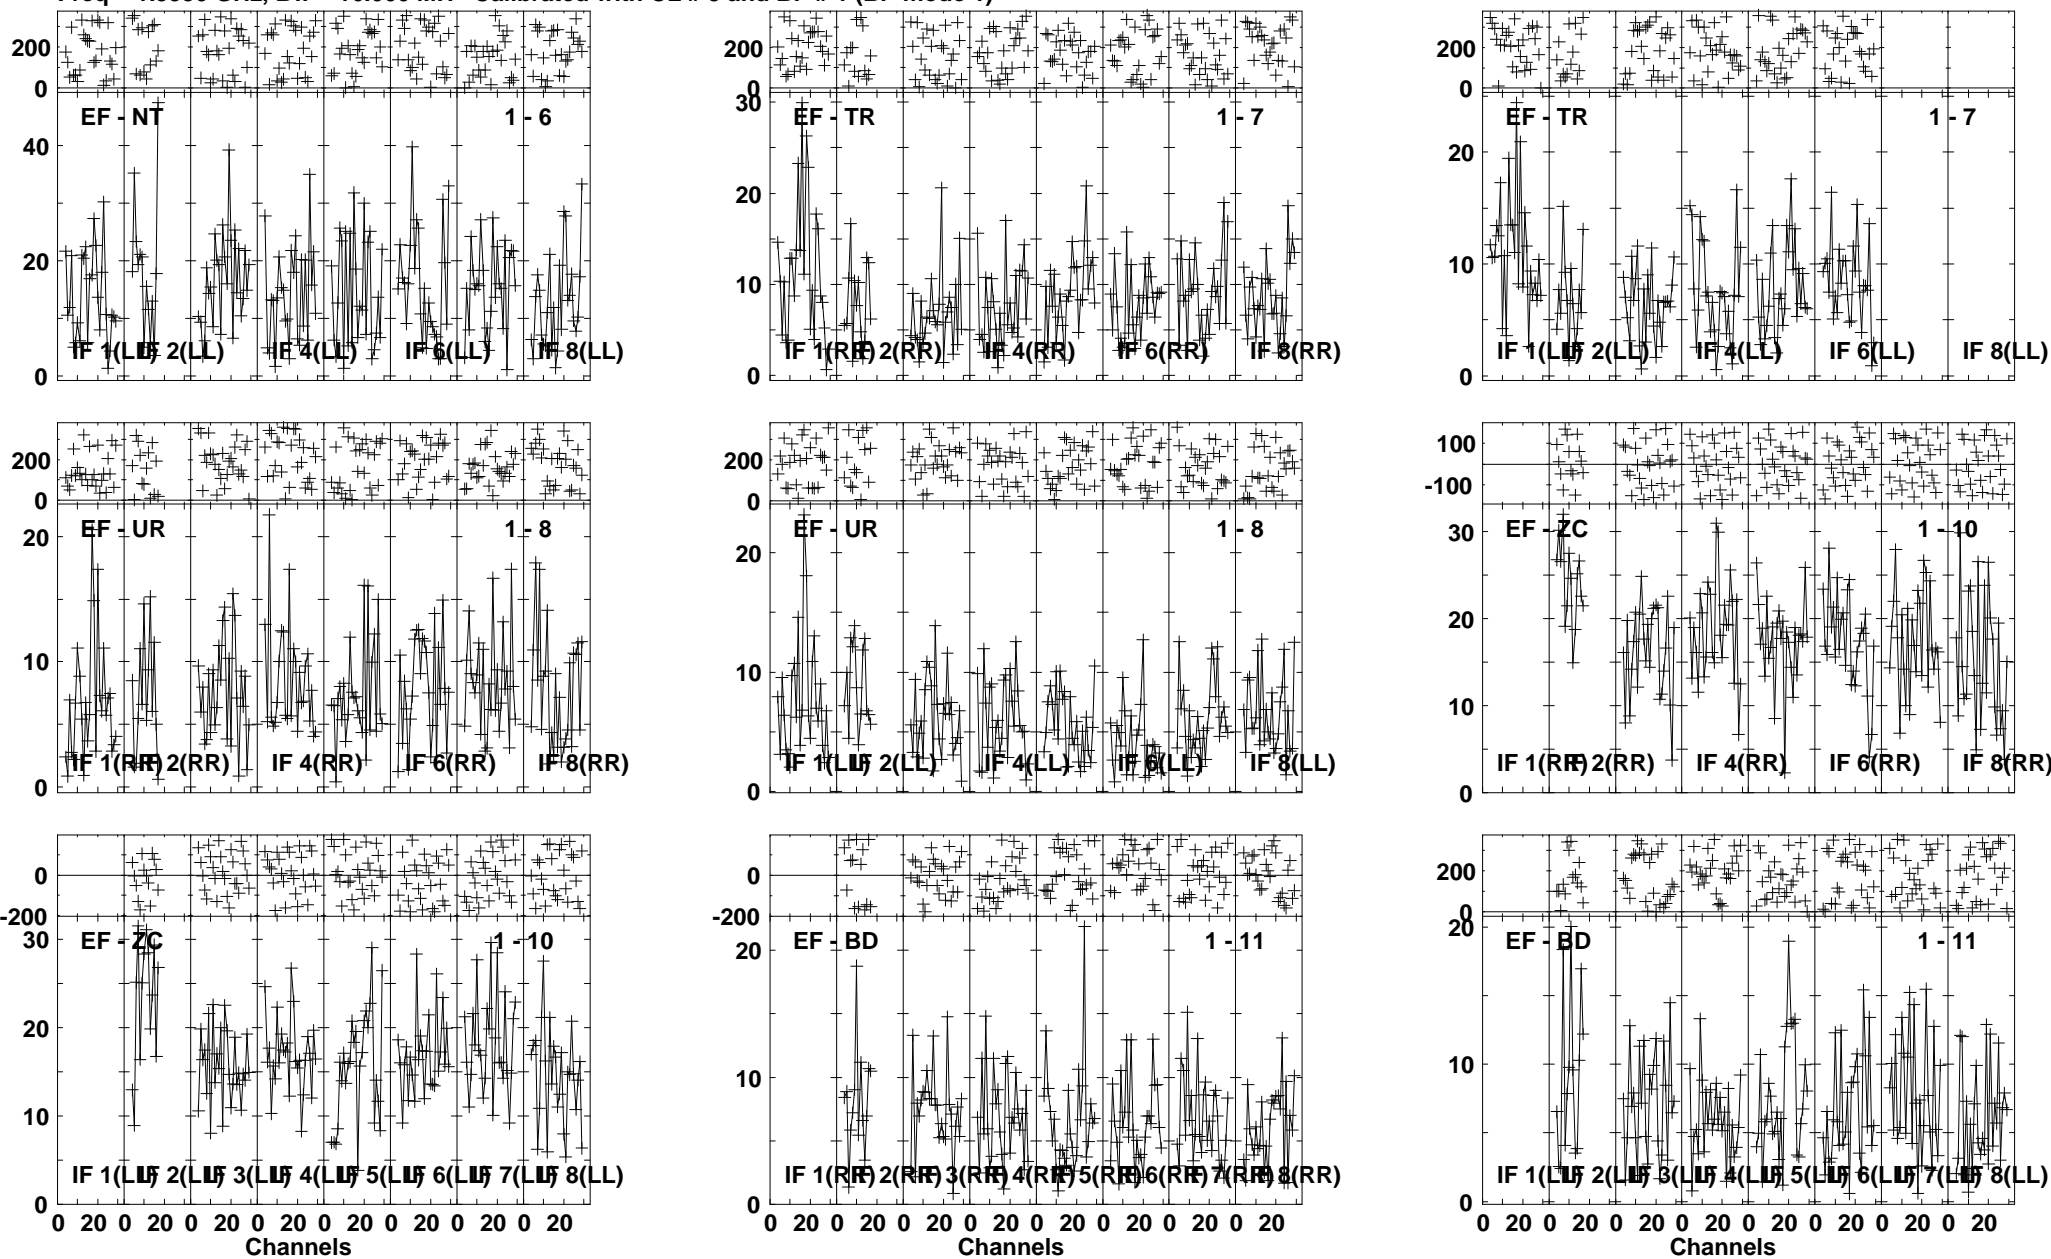 200
0
EF - NT 1 - 6
40
20
0
IF 1(LL) IF 2(LL) IF 4(LL) IF 6(LL) IF 8(LL)
200
0
30
EF - TR 1 - 7
20
10
0
IF 1(RR) IF 2(RR) IF 4(RR) IF 6(RR) IF 8(RR)
200
0
EF - TR 1 - 7
20
10
0
IF 1(LL) IF 2(LL) IF 4(LL) IF 6(LL) IF 8(LL)
200
0
EF - UR 1 - 8
20
10
0
IF 1(RR) IF 2(RR) IF 4(RR) IF 6(RR) IF 8(RR)
200
0
EF - UR 1 - 8
20
10
0
IF 1(LL) IF 2(LL) IF 4(LL) IF 6(LL) IF 8(LL)
100
-100
EF - ZC 1 - 10
30
20
10
0
IF 1(RR) IF 2(RR) IF 4(RR) IF 6(RR) IF 8(RR)
0
-200
EF - ZC 1 - 10
30
20
10
0
IF 1(LL) IF 2(LL) IF 3(LL) IF 4(LL) IF 5(LL) IF 6(LL) IF 7(LL) IF 8(LL)
0 20 0 20 0 20 0 20 0 20 0 20 0 20 0 20
Channels
0
-200
EF - BD 1 - 11
20
10
0
IF 1(RR) IF 2(RR) IF 3(RR) IF 4(RR) IF 5(RR) IF 6(RR) IF 7(RR) IF 8(RR)
0 20 0 20 0 20 0 20 0 20 0 20 0 20 0 20
Channels
200
0
EF - BD 1 - 11
20
10
0
IF 1(LL) IF 2(LL) IF 3(LL) IF 4(LL) IF 5(LL) IF 6(LL) IF 7(LL) IF 8(LL)
0 20 0 20 0 20 0 20 0 20 0 20 0 20 0 20
Channels